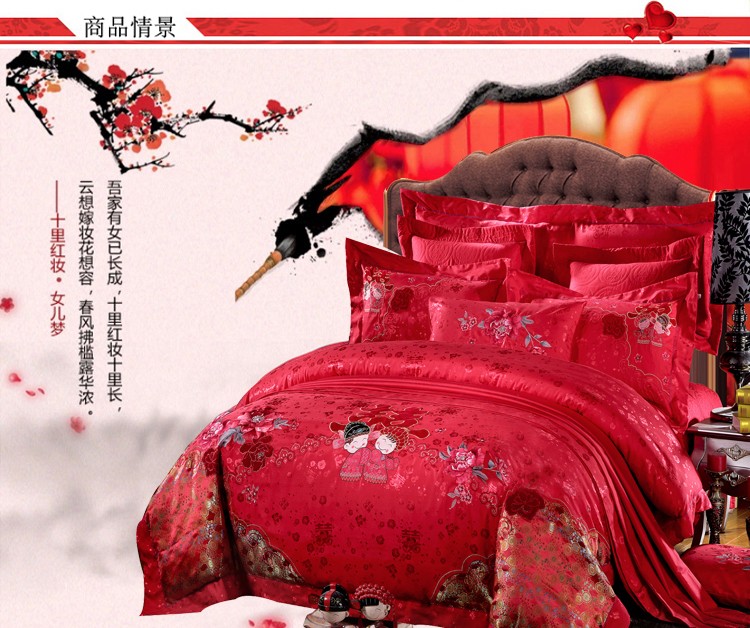 商品情景
吾家有女已长成，十里红妆十里长，
云想嫁妆花想容，春风拂槛露华浓。
——十里红妆·女儿梦